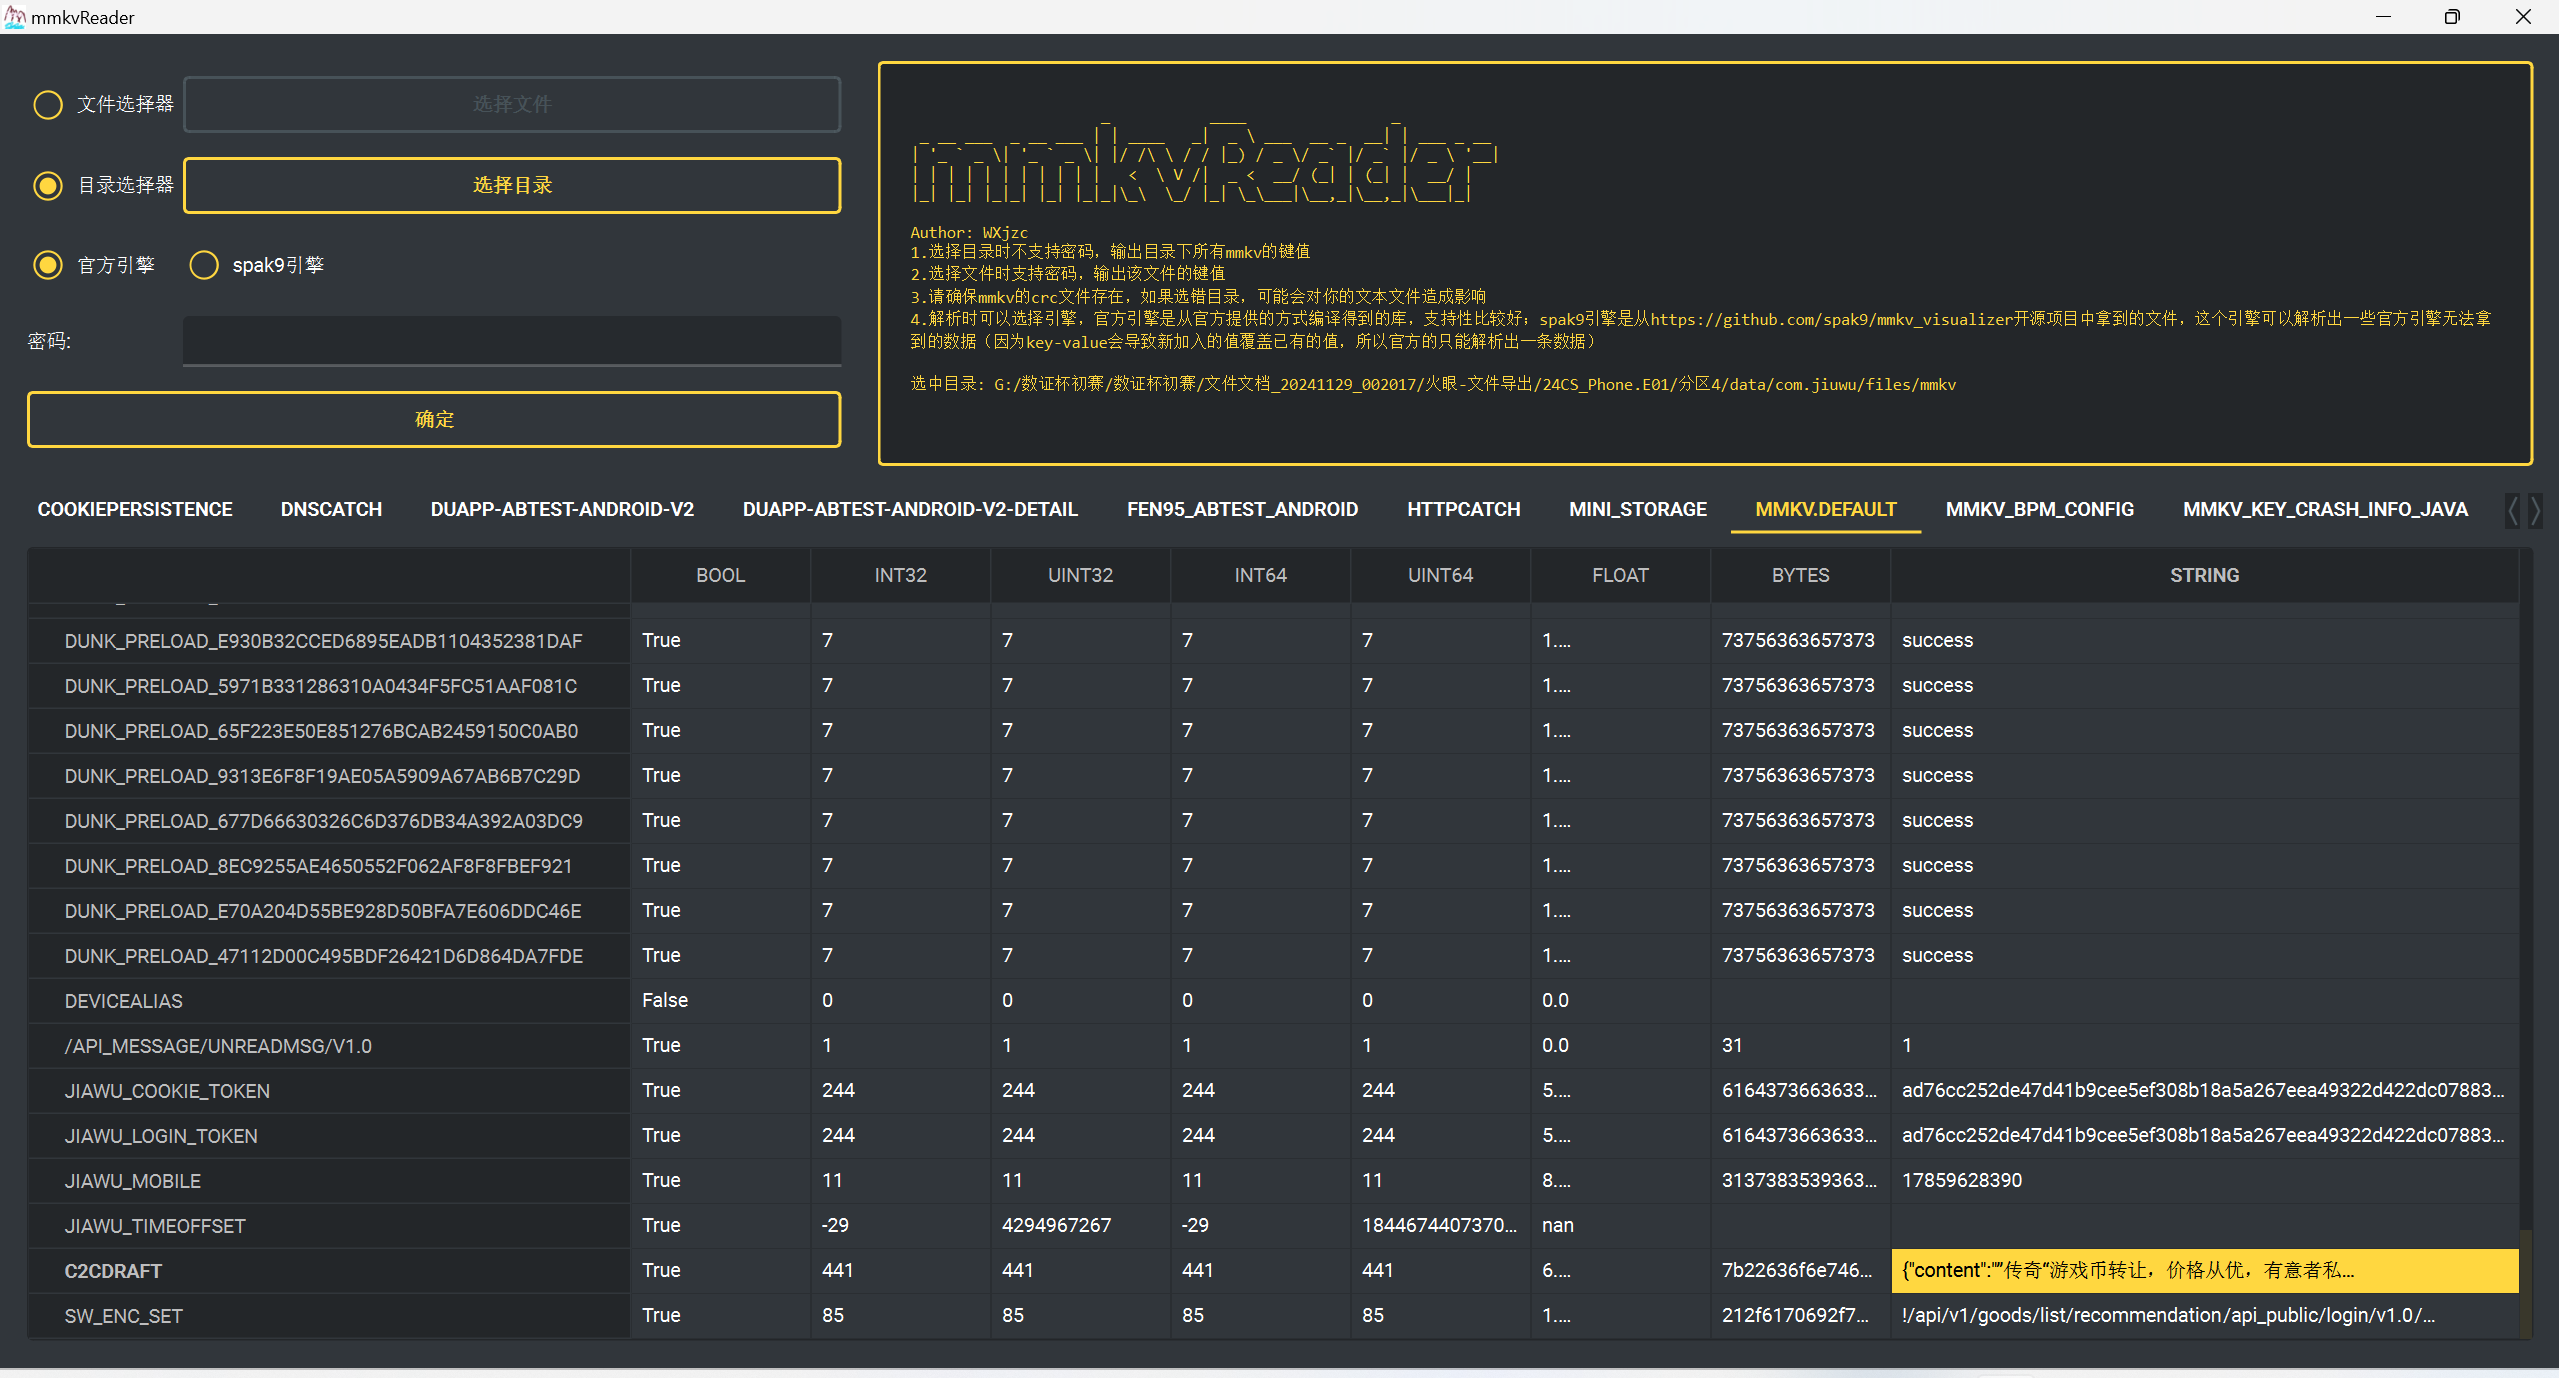 mmkvReader
文件选择器 选择文件
目录选择器 选择目录
官方引擎 spak9引擎
密码:
确定
Author: WXjzc
1.选择目录时不支持密码，输出目录下所有mmkv的键值
2.选择文件时支持密码，输出该文件的键值
3.请确保mmkv的crc文件存在，如果选错目录，可能会对你的文本文件造成影响
4.解析时可以选择引擎，官方引擎是从官方提供的方式编译得到的库，支持性比较好；spak9引擎是从https://github.com/spak9/mmkv_visualizer开源项目中拿到的文件，这个引擎可以解析出一些官方引擎无法拿
到的数据（因为key-value会导致新加入的值覆盖已有的值，所以官方的只能解析出一条数据）
选中目录: G:/数证杯初赛/数证杯初赛/文件文档_20241129_002017/火眼-文件导出/24CS_Phone.E01/分区4/data/com.jiuwu/files/mmkv
COOKIEPERSISTENCE DNSCATCH DUAPP-ABTEST-ANDROID-V2 DUAPP-ABTEST-ANDROID-V2-DETAIL FEN95_ABTEST_ANDROID HTTPCATCH MINI_STORAGE MMKV.DEFAULT MMKV_BPM_CONFIG MMKV_KEY_CRASH_INFO_JAVA
BOOL INT32 UINT32 INT64 UINT64 FLOAT BYTES STRING
DUNK_PRELOAD_E930B32CCED6895EADB1104352381DAF True 7 7 7 7 1.... 73756363657373 success
DUNK_PRELOAD_5971B331286310A0434F5FC51AAF081C True 7 7 7 7 1.... 73756363657373 success
DUNK_PRELOAD_65F223E50E851276BCAB2459150C0AB0 True 7 7 7 7 1.... 73756363657373 success
DUNK_PRELOAD_9313E6F8F19AE05A5909A67AB6B7C29D True 7 7 7 7 1.... 73756363657373 success
DUNK_PRELOAD_677D66630326C6D376DB34A392A03DC9 True 7 7 7 7 1.... 73756363657373 success
DUNK_PRELOAD_8EC9255AE4650552F062AF8F8FBEF921 True 7 7 7 7 1.... 73756363657373 success
DUNK_PRELOAD_E70A204D55BE928D50BFA7E606DDC46E True 7 7 7 7 1.... 73756363657373 success
DUNK_PRELOAD_47112D00C495BDF26421D6D864DA7FDE True 7 7 7 7 1.... 73756363657373 success
DEVICEALIAS False 0 0 0 0 0.0
/API_MESSAGE/UNREADMSG/V1.0 True 1 1 1 1 0.0 31 1
JIAWU_COOKIE_TOKEN True 244 244 244 244 5.... 6164373663633... ad76cc252de47d41b9cee5ef308b18a5a267eea49322d422dc07883...
JIAWU_LOGIN_TOKEN True 244 244 244 244 5.... 6164373663633... ad76cc252de47d41b9cee5ef308b18a5a267eea49322d422dc07883...
JIAWU_MOBILE True 11 11 11 11 8.... 3137383539363... 17859628390
JIAWU_TIMEOFFSET True -29 4294967267 -29 1844674407370... nan
C2CDRAFT True 441 441 441 441 6.... 7b22636f6e746... {"content":"”传奇“游戏币转让，价格从优，有意者私...
SW_ENC_SET True 85 85 85 85 1.... 212f6170692f7... !/api/v1/goods/list/recommendation/api_public/login/v1.0/...